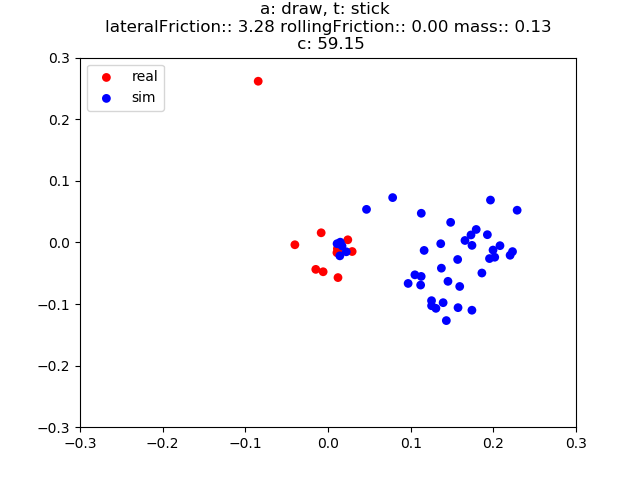 a: draw, t: stick
lateralFriction:: 3.28 rollingFriction:: 0.00 mass:: 0.13
c: 59.15
real
sim
0.3
0.2
0.1
0.0
−0.1
−0.2
−0.3
−0.3 −0.2 −0.1 0.0 0.1 0.2 0.3